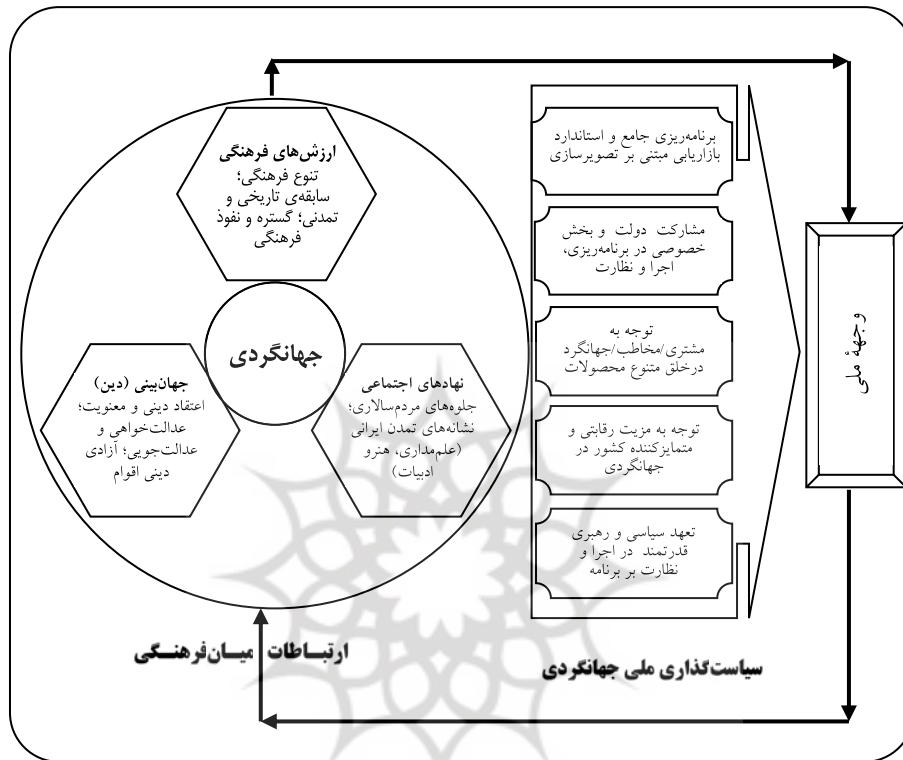 ارزش‌های فرهنگی
تنوع فرهنگی؛
سابقه‌ی تاریخی و
تمدنی؛ گستره و نفوذ
فرهنگی
جهانگردی
نهادهای اجتماعی
جلوه‌های مردم‌سالاری؛
نشانه‌های تمدن ایرانی
(علم‌مداری، هنرو
ادبیات)
جهان‌بینی (دین)
اعتقاد دینی و معنویت؛
عدالت‌خواهی و
عدالت‌جویی؛ آزادی
دینی اقوام
ارتبــاطات میــان‌فرهنــگی
برنامه‌ریزی جامع و استاندارد
بازاریابی مبتنی بر تصویرسازی
مشارکت دولت و بخش
خصوصی در برنامه‌ریزی،
اجرا و نظارت
توجه به
مشتری/مخاطب/جهانگرد
درخلق متنوع محصولات
توجه به مزیت رقابتی و
متمایزکننده کشور در
جهانگردی
تعهد سیاسی و رهبری
قدرتمند در اجرا و
نظارت بر برنامه
سیاست‌گذاری ملی جهانگردی
وجههٔ ملی